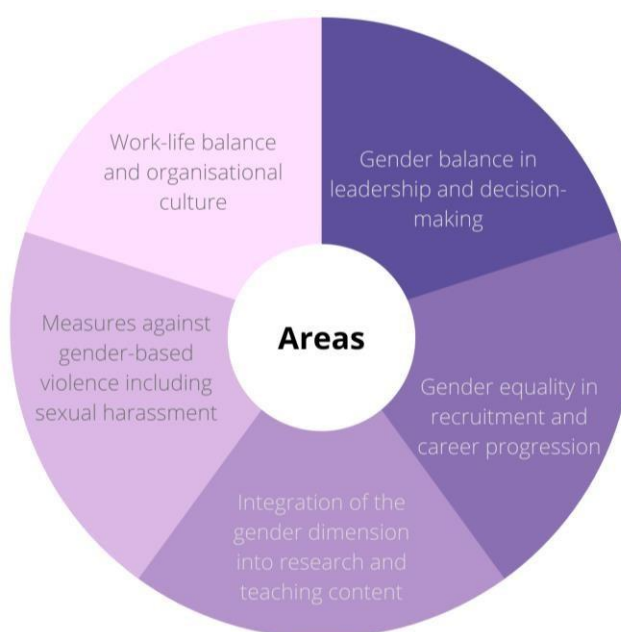 Work-life balance
and organisational
culture
Gender balance in
leadership and decision-
making
Areas
Measures against
gender-based
violence including
sexual harassment
Gender equality in
recruitment and
career progression
Integration of the
gender dimension
into research and
teaching content